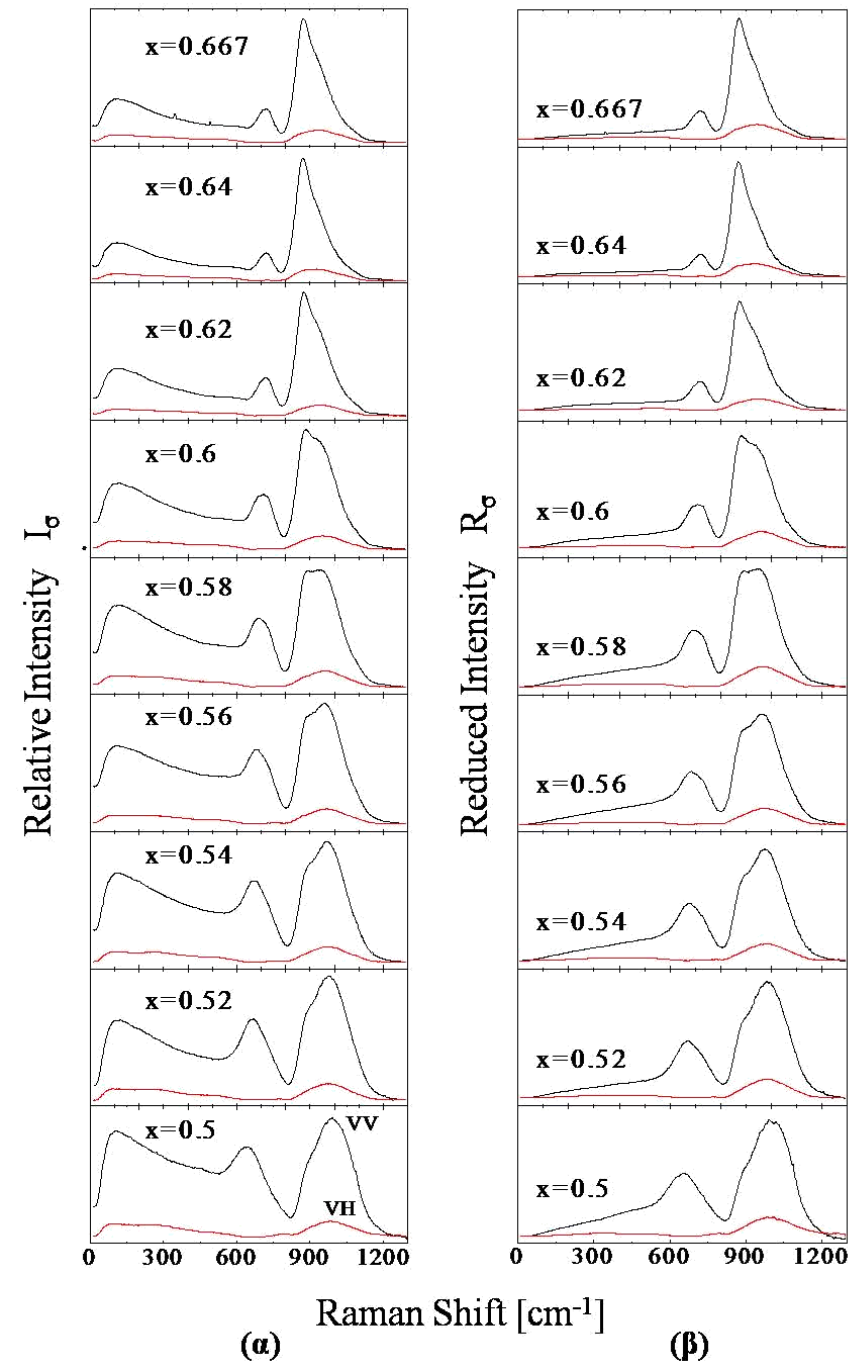 x=0.667
x=0.64
x=0.62
x=0.6
x=0.58
x=0.56
x=0.54
x=0.52
x=0.5
VV
VH
0 300 600 900 1200
Relative Intensity Iσ
x=0.667
x=0.64
x=0.62
x=0.6
x=0.58
x=0.56
x=0.54
x=0.52
x=0.5
0 300 600 900 1200
Reduced Intensity Rσ
Raman Shift [cm⁻¹]
(α) (β)